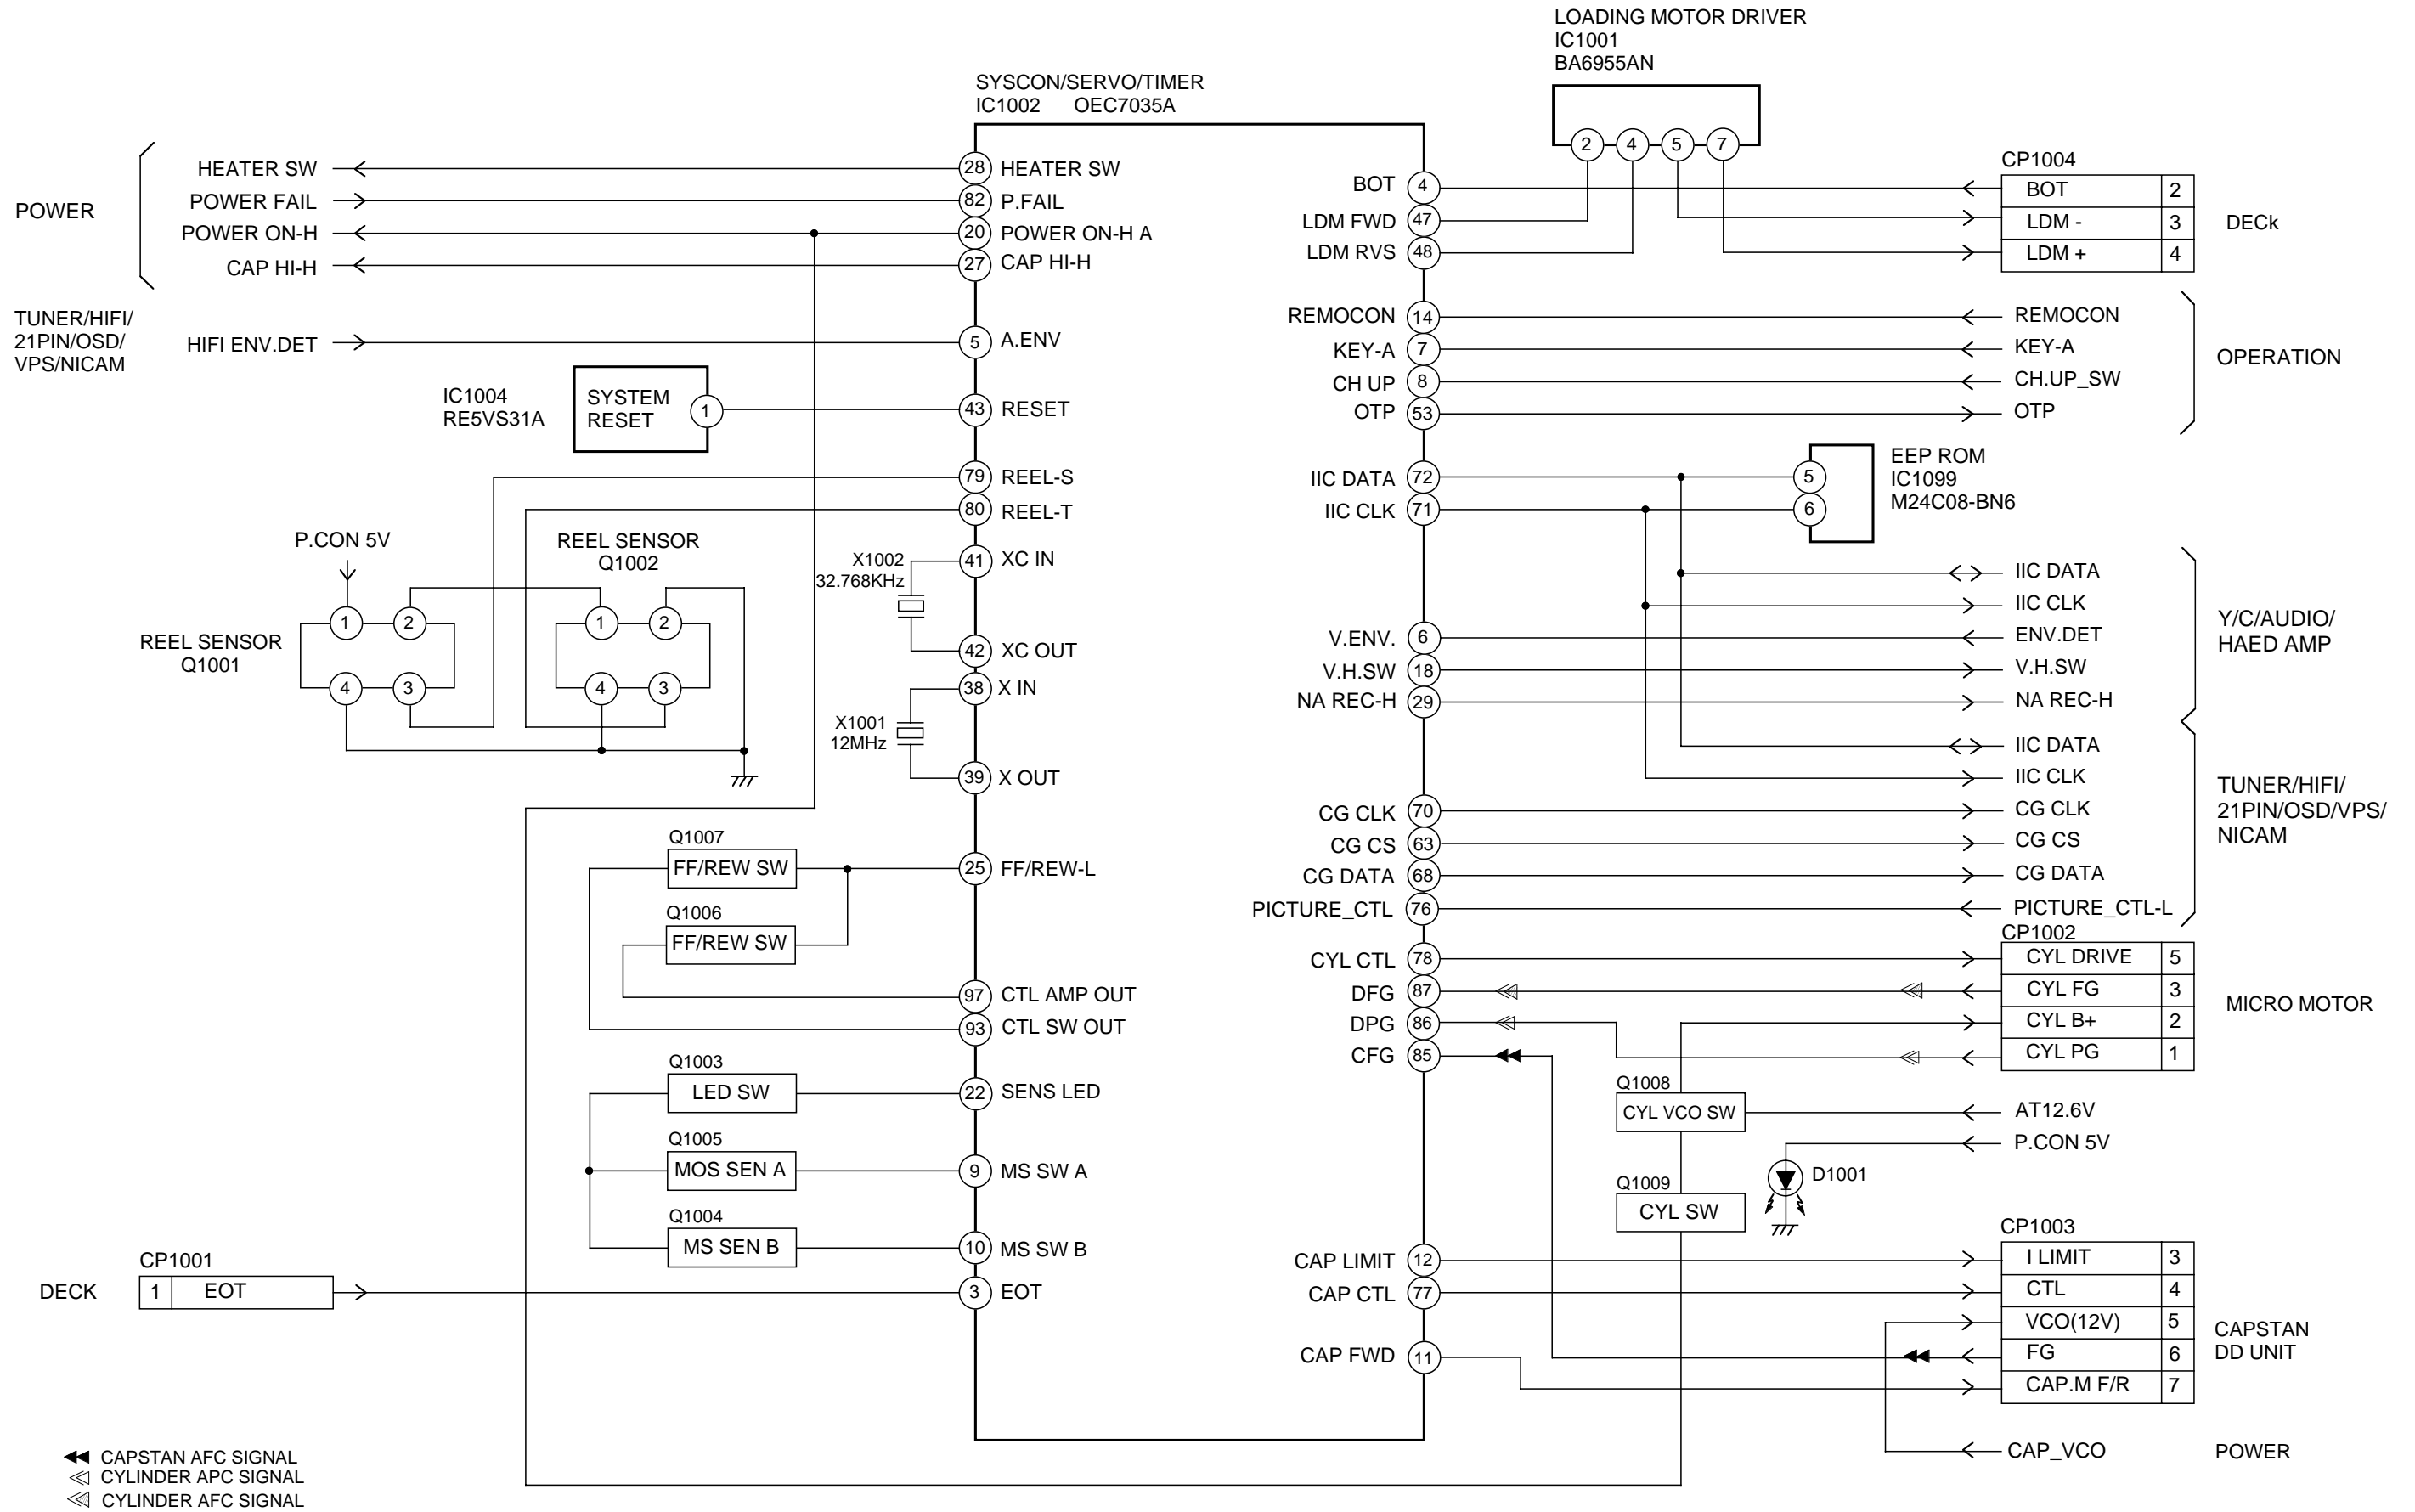 LOADING MOTOR DRIVER
IC1001
BA6955AN
2 4 5 7
SYSCON/SERVO/TIMER
IC1002 OEC7035A
POWER
HEATER SW
POWER FAIL
POWER ON-H
CAP HI-H
28 HEATER SW
82 P.FAIL
20 POWER ON-H A
27 CAP HI-H
TUNER/HIFI/
21PIN/OSD/
VPS/NICAM
HIFI ENV.DET
5 A.ENV
IC1004
RE5VS31A
SYSTEM
RESET
1
43 RESET
79 REEL-S
80 REEL-T
P.CON 5V
REEL SENSOR
Q1002
REEL SENSOR
Q1001
1 2
4 3
1 2
4 3
X1002
32.768KHz
41 XC IN
42 XC OUT
38 X IN
X1001
12MHz
39 X OUT
Q1007
FF/REW SW
25 FF/REW-L
Q1006
FF/REW SW
97 CTL AMP OUT
93 CTL SW OUT
Q1003
LED SW
22 SENS LED
Q1005
MOS SEN A
9 MS SW A
Q1004
MS SEN B
10 MS SW B
DECK
CP1001
1 EOT
3 EOT
CAPSTAN AFC SIGNAL
CYLINDER APC SIGNAL
CYLINDER AFC SIGNAL
BOT 4
LDM FWD 47
LDM RVS 48
CP1004
BOT 2
LDM - 3
LDM + 4
DECk
REMOCON 14
KEY-A 7
CH UP 8
OTP 53
REMOCON
KEY-A
CH.UP_SW
OTP
OPERATION
IIC DATA 72
IIC CLK 71
5
6
EEP ROM
IC1099
M24C08-BN6
V.ENV. 6
V.H.SW 18
NA REC-H 29
IIC DATA
IIC CLK
ENV.DET
V.H.SW
NA REC-H
Y/C/AUDIO/
HAED AMP
CG CLK 70
CG CS 63
CG DATA 68
PICTURE_CTL 76
IIC DATA
IIC CLK
CG CLK
CG CS
CG DATA
PICTURE_CTL-L
TUNER/HIFI/
21PIN/OSD/VPS/
NICAM
CYL CTL 78
DFG 87
DPG 86
CFG 85
CP1002
CYL DRIVE 5
CYL FG 3
CYL B+ 2
CYL PG 1
MICRO MOTOR
Q1008
CYL VCO SW
AT12.6V
P.CON 5V
D1001
Q1009
CYL SW
CAP LIMIT 12
CAP CTL 77
CAP FWD 11
CP1003
I LIMIT 3
CTL 4
VCO(12V) 5
FG 6
CAP.M F/R 7
CAPSTAN
DD UNIT
CAP_VCO
POWER